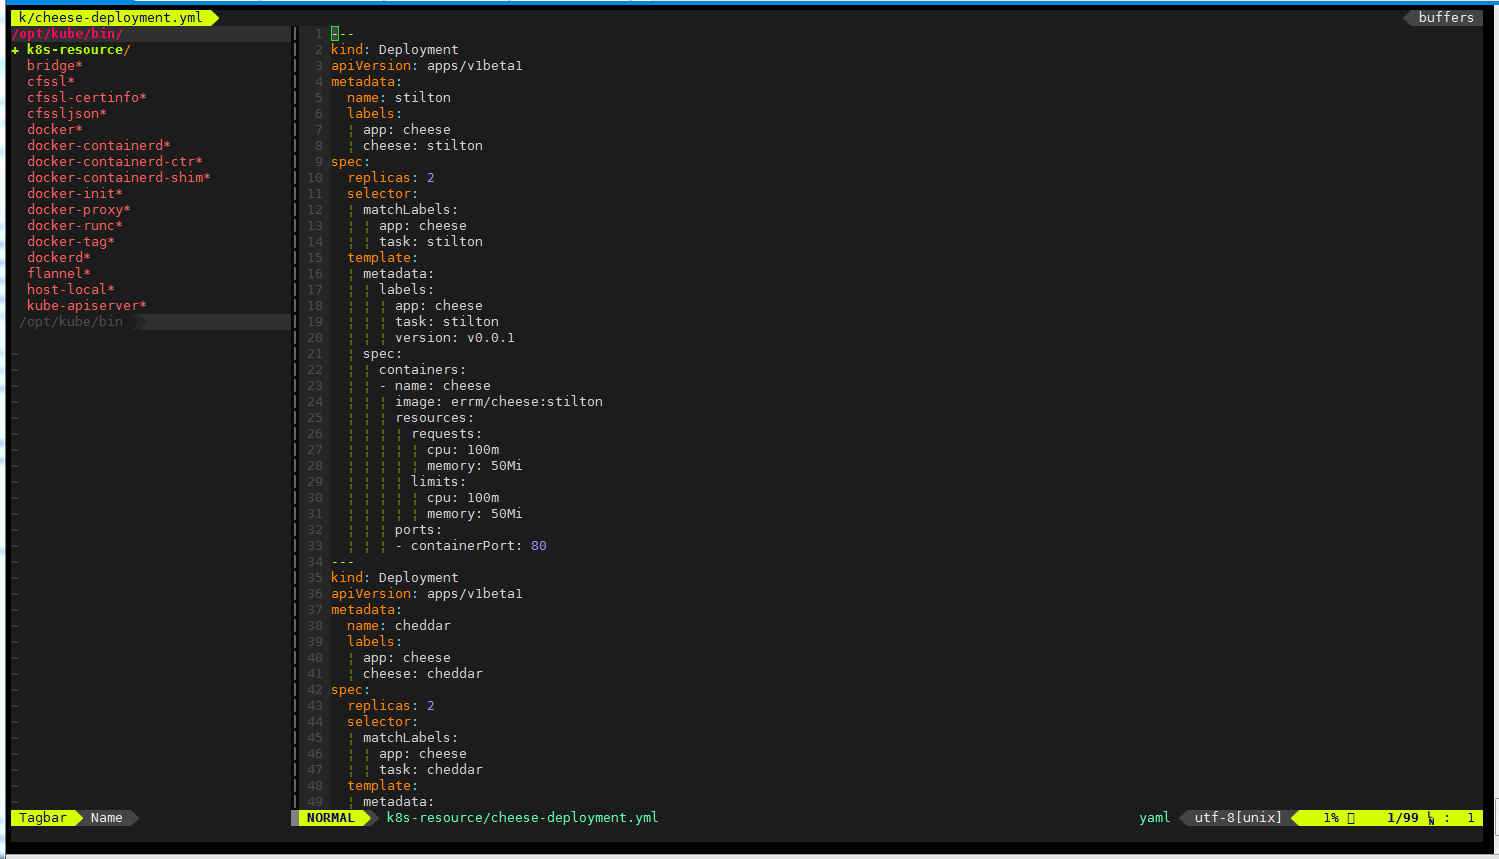 k/cheese-deployment.yml
buffers
/opt/kube/bin/
+ k8s-resource/
bridge*
cfssl*
cfssl-certinfo*
cfssljson*
docker*
docker-containerd*
docker-containerd-ctr*
docker-containerd-shim*
docker-init*
docker-proxy*
docker-runc*
docker-tag*
dockerd*
flannel*
host-local*
kube-apiserver*
/opt/kube/bin
1 ---
2 kind: Deployment
3 apiVersion: apps/v1beta1
4 metadata:
5   name: stilton
6   labels:
7   ¦ app: cheese
8   ¦ cheese: stilton
9 spec:
10   replicas: 2
11   selector:
12   ¦ matchLabels:
13   ¦ ¦ app: cheese
14   ¦ ¦ task: stilton
15   template:
16   ¦ metadata:
17   ¦ ¦ labels:
18   ¦ ¦ ¦ app: cheese
19   ¦ ¦ ¦ task: stilton
20   ¦ ¦ ¦ version: v0.0.1
21   ¦ spec:
22   ¦ ¦ containers:
23   ¦ ¦ - name: cheese
24   ¦ ¦ ¦ image: errm/cheese:stilton
25   ¦ ¦ ¦ resources:
26   ¦ ¦ ¦ ¦ requests:
27   ¦ ¦ ¦ ¦ ¦ cpu: 100m
28   ¦ ¦ ¦ ¦ ¦ memory: 50Mi
29   ¦ ¦ ¦ ¦ limits:
30   ¦ ¦ ¦ ¦ ¦ cpu: 100m
31   ¦ ¦ ¦ ¦ ¦ memory: 50Mi
32   ¦ ¦ ¦ ports:
33   ¦ ¦ ¦ - containerPort: 80
34 ---
35 kind: Deployment
36 apiVersion: apps/v1beta1
37 metadata:
38   name: cheddar
39   labels:
40   ¦ app: cheese
41   ¦ cheese: cheddar
42 spec:
43   replicas: 2
44   selector:
45   ¦ matchLabels:
46   ¦ ¦ app: cheese
47   ¦ ¦ task: cheddar
48   template:
49   ¦ metadata:
Tagbar Name
NORMAL k8s-resource/cheese-deployment.yml yaml utf-8[unix] 1% 1/99 : 1